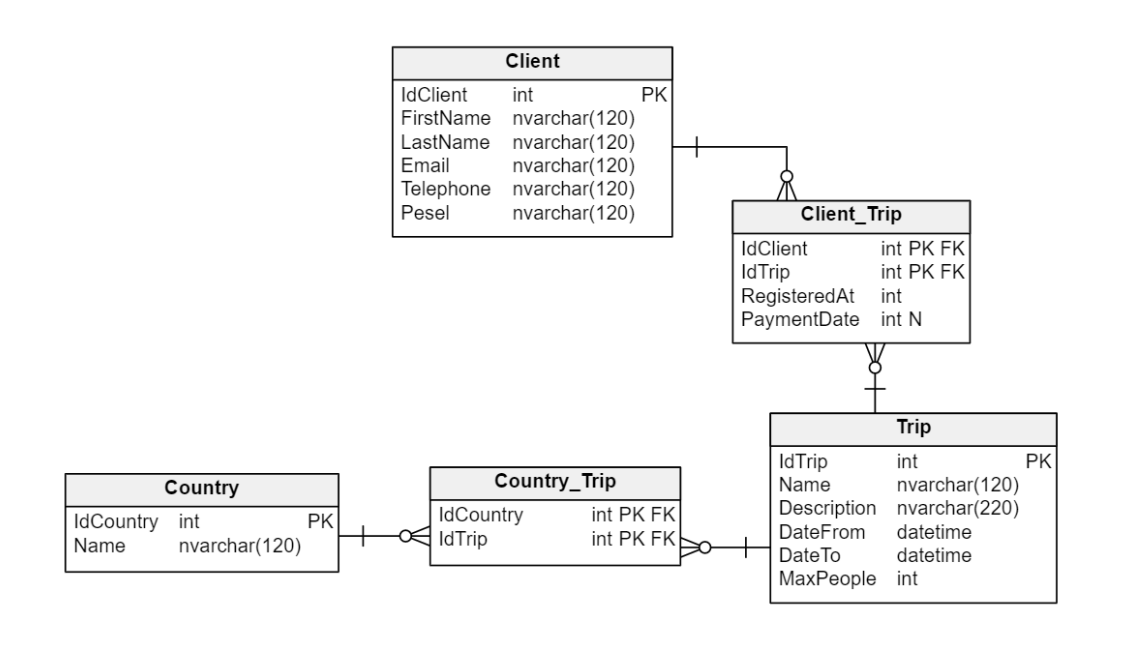 Client
IdClient int PK
FirstName nvarchar(120)
LastName nvarchar(120)
Email nvarchar(120)
Telephone nvarchar(120)
Pesel nvarchar(120)
Client_Trip
IdClient int PK FK
IdTrip int PK FK
RegisteredAt int
PaymentDate int N
Trip
IdTrip int PK
Name nvarchar(120)
Description nvarchar(220)
DateFrom datetime
DateTo datetime
MaxPeople int
Country_Trip
IdCountry int PK FK
IdTrip int PK FK
Country
IdCountry int PK
Name nvarchar(120)